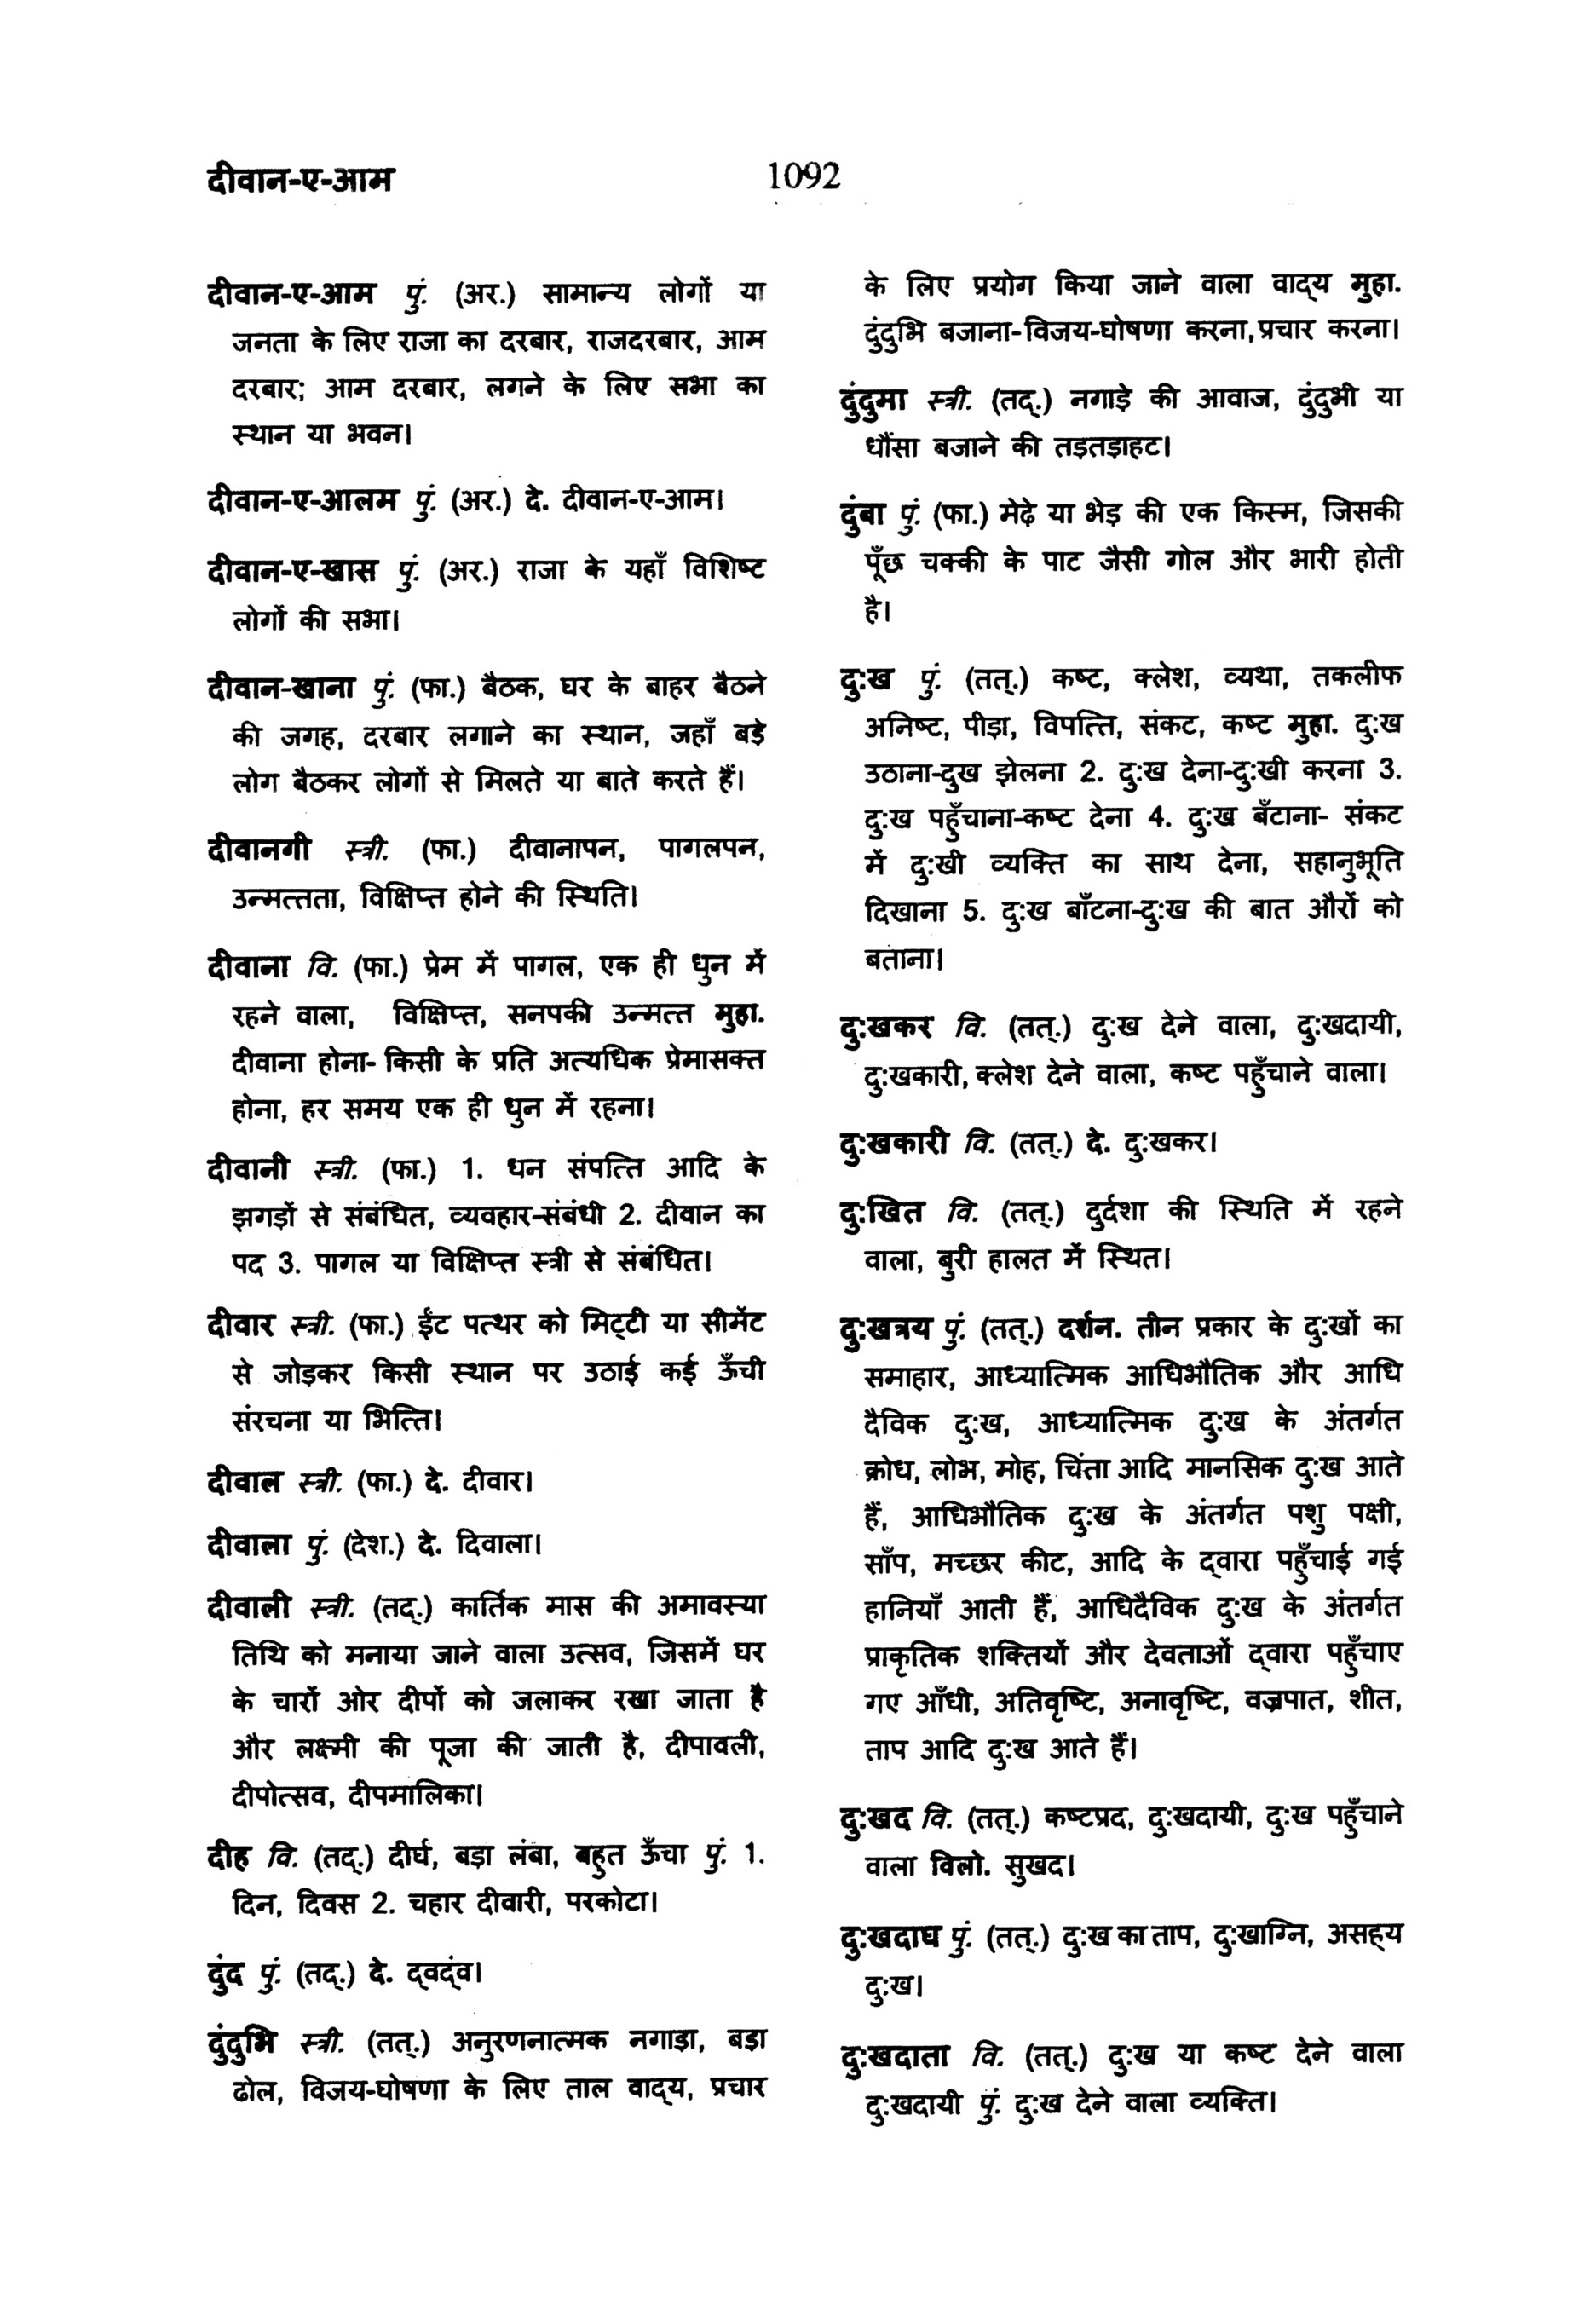 दीवान-ए-आम
1092
दीवान-ए-आम पुं. (अर.) सामान्य लोगों या
जनता के लिए राजा का दरबार, राजदरबार, आम
दरबार; आम दरबार, लगने के लिए सभा का
स्थान या भवन।
दीवान-ए-आलम पुं. (अर.) दे. दीवान-ए-आम।
दीवान-ए-खास पुं. (अर.) राजा के यहाँ विशिष्ट
लोगों की सभा।
दीवान-खाना पुं. (फा.) बैठक, घर के बाहर बैठने
की जगह, दरबार लगाने का स्थान, जहाँ बड़े
लोग बैठकर लोगों से मिलते या बाते करते हैं।
दीवानगी स्त्री. (फा.) दीवानापन, पागलपन,
उन्मत्तता, विक्षिप्त होने की स्थिति।
दीवाना वि. (फा.) प्रेम में पागल, एक ही धुन में
रहने वाला, विक्षिप्त, सनपकी उन्मत्त मुहा.
दीवाना होना- किसी के प्रति अत्यधिक प्रेमासक्त
होना, हर समय एक ही धुन में रहना।
दीवानी स्त्री. (फा.) 1. धन संपत्ति आदि के
झगड़ों से संबंधित, व्यवहार-संबंधी 2. दीवान का
पद 3. पागल या विक्षिप्त स्त्री से संबंधित।
दीवार स्त्री. (फा.) ईंट पत्थर को मिट्टी या सीमेंट
से जोड़कर किसी स्थान पर उठाई कई ऊँची
संरचना या भित्ति।
दीवाल स्त्री. (फा.) दे. दीवार।
दीवाला पुं. (देश.) दे. दिवाला।
दीवाली स्त्री. (तद्.) कार्तिक मास की अमावस्या
तिथि को मनाया जाने वाला उत्सव, जिसमें घर
के चारों ओर दीपों को जलाकर रखा जाता है
और लक्ष्मी की पूजा की जाती है, दीपावली,
दीपोत्सव, दीपमालिका।
दीह वि. (तद्.) दीर्घ, बड़ा लंबा, बहुत ऊँचा पुं. 1.
दिन, दिवस 2. चहार दीवारी, परकोटा।
दुंद पुं. (तद्.) दे. द्वद्ंव।
दुंदुभि स्त्री. (तत्.) अनुरणनात्मक नगाड़ा, बड़ा
ढोल, विजय-घोषणा के लिए ताल वाद्य, प्रचार
के लिए प्रयोग किया जाने वाला वाद्य मुहा.
दुंदुभि बजाना-विजय-घोषणा करना, प्रचार करना।
दुंदुमा स्त्री. (तद्.) नगाड़े की आवाज, दुंदुभी या
धौंसा बजाने की तड़तड़ाहट।
दुंबा पुं. (फा.) मेढ़े या भेड़ की एक किस्म, जिसकी
पूँछ चक्की के पाट जैसी गोल और भारी होती
है।
दु:ख पुं. (तत्.) कष्ट, क्लेश, व्यथा, तकलीफ
अनिष्ट, पीड़ा, विपत्ति, संकट, कष्ट मुहा. दु:ख
उठाना-दुख झेलना 2. दु:ख देना-दु:खी करना 3.
दु:ख पहुँचाना-कष्ट देना 4. दु:ख बँटाना- संकट
में दु:खी व्यक्ति का साथ देना, सहानुभूति
दिखाना 5. दु:ख बाँटना-दु:ख की बात औरों को
बताना।
दु:खकर वि. (तत्.) दु:ख देने वाला, दु:खदायी,
दु:खकारी, क्लेश देने वाला, कष्ट पहुँचाने वाला।
दु:खकारी वि. (तत्.) दे. दु:खकर।
दु:खित वि. (तत्.) दुर्दशा की स्थिति में रहने
वाला, बुरी हालत में स्थित।
दु:खत्रय पुं. (तत्.) दर्शन. तीन प्रकार के दु:खों का
समाहार, आध्यात्मिक आधिभौतिक और आधि
दैविक दु:ख, आध्यात्मिक दु:ख के अंतर्गत
क्रोध, लोभ, मोह, चिंता आदि मानसिक दु:ख आते
हैं, आधिभौतिक दु:ख के अंतर्गत पशु पक्षी,
साँप, मच्छर कीट, आदि के द्वारा पहुँचाई गई
हानियाँ आती हैं, आधिदैविक दु:ख के अंतर्गत
प्राकृतिक शक्तियों और देवताओं द्वारा पहुँचाए
गए आँधी, अतिवृष्टि, अनावृष्टि, वज्रपात, शीत,
ताप आदि दु:ख आते हैं।
दु:खद वि. (तत्.) कष्टप्रद, दु:खदायी, दु:ख पहुँचाने
वाला विलो. सुखद।
दु:खदाघ पुं. (तत्.) दु:ख का ताप, दु:खाग्नि, असह्य
दु:ख।
दु:खदाता वि. (तत्.) दु:ख या कष्ट देने वाला
दु:खदायी पुं. दु:ख देने वाला व्यक्ति।